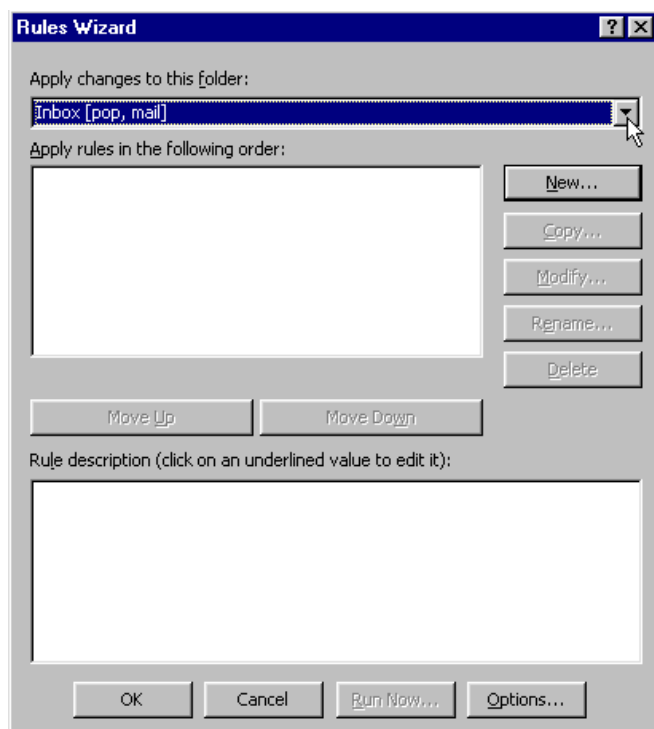 Rules Wizard
Apply changes to this folder:
Inbox [pop, mail]
Apply rules in the following order:
New...
Copy...
Modify...
Rename...
Delete
Move Up Move Down
Rule description (click on an underlined value to edit it):
OK Cancel Run Now... Options...